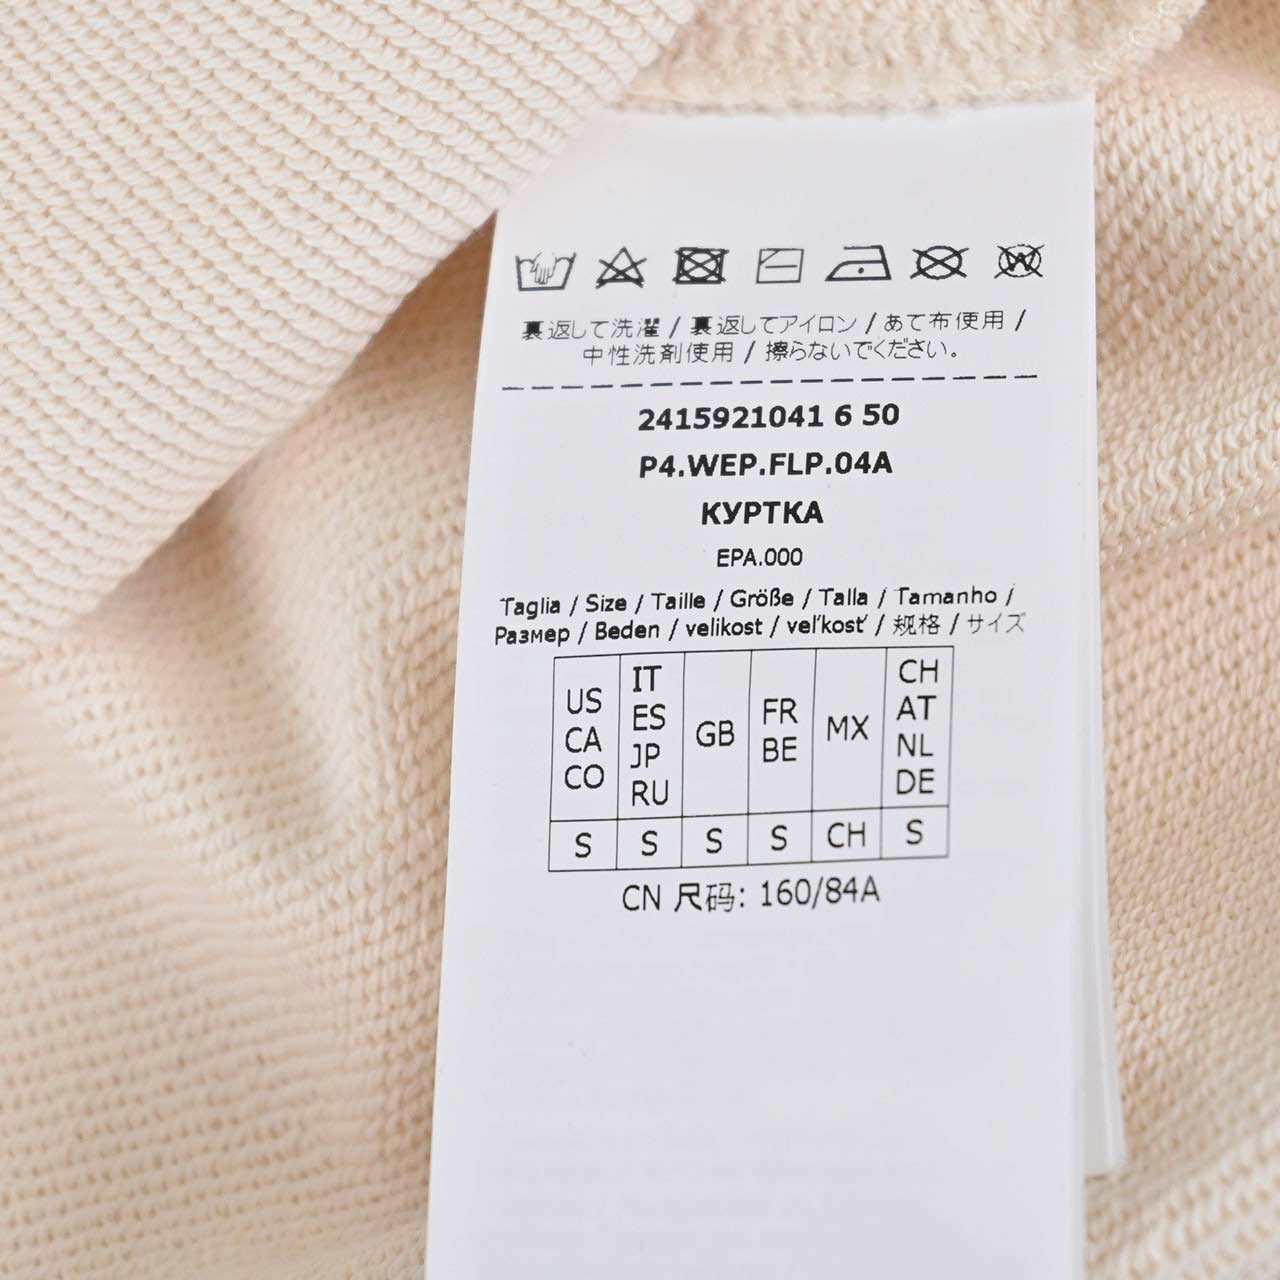 裏返して洗濯 / 裏返してアイロン / あて布使用 /
中性洗剤使用 / 擦らないでください。
2415921041 6 50
P4.WEP.FLP.04A
КУРТКА
EPA.000
Taglia / Size / Taille / Größe / Talla / Tamanho /
Размер / Beden / velikost / veľkosť / 规格 / サイズ
US CA CO | IT ES JP RU | GB | FR BE | MX | CH AT NL DE
S | S | S | S | CH | S
CN 尺码: 160/84A